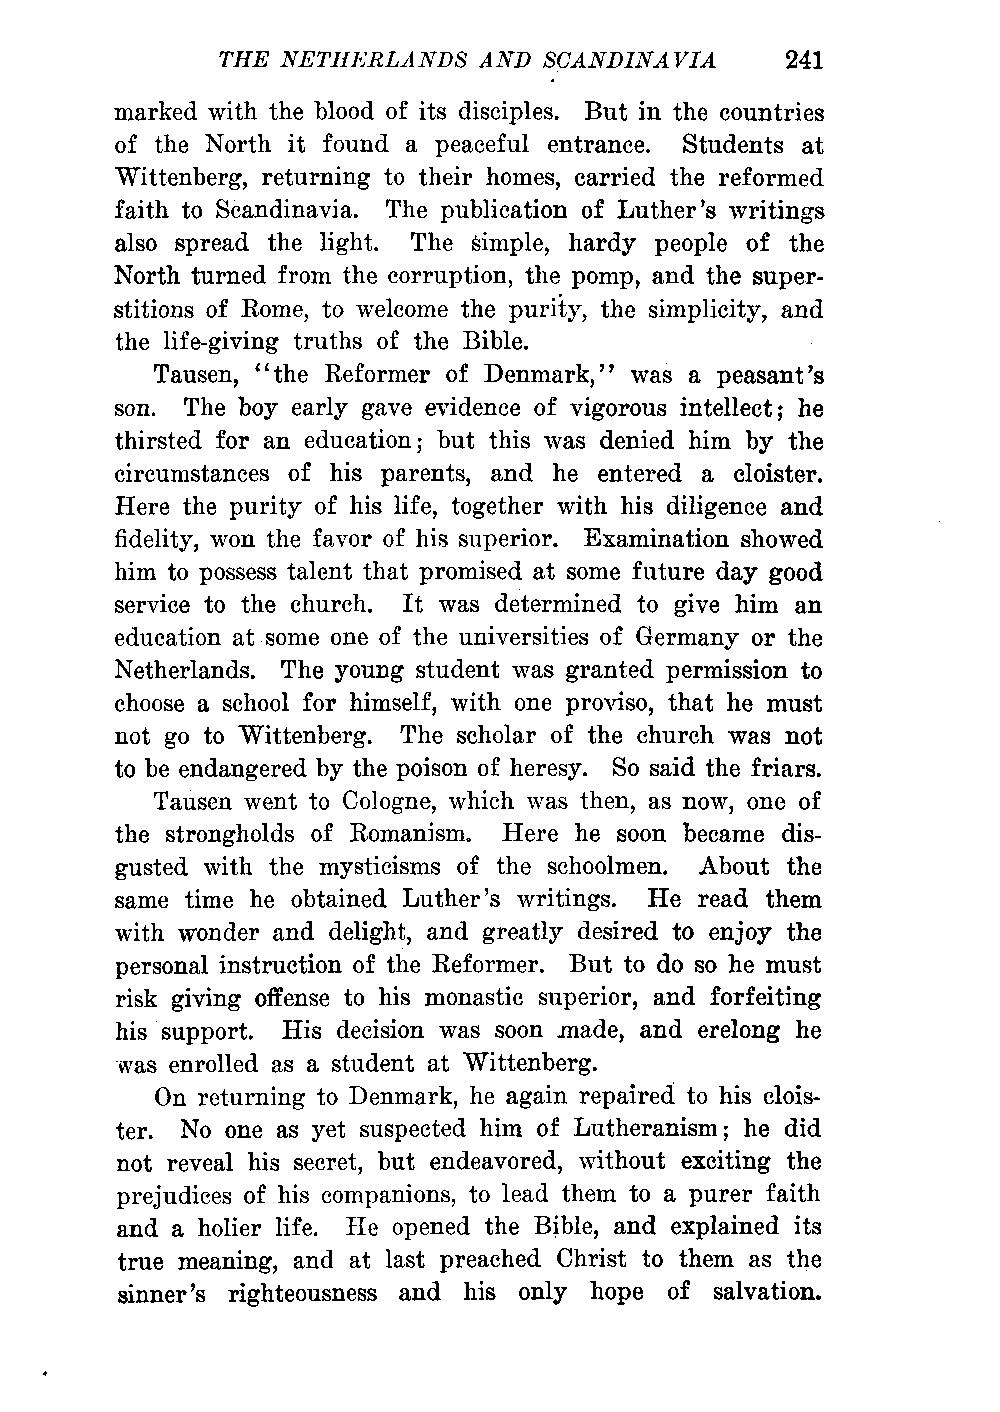 THE NETHERLANDS AND SCANDINAVIA 241
marked with the blood of its disciples. But in the countries
of the North it found a peaceful entrance. Students at
Wittenberg, returning to their homes, carried the reformed
faith to Scandinavia. The publication of Luther's writings
also spread the light. The simple, hardy people of the
North turned from the corruption, the pomp, and the super-
stitions of Rome, to welcome the purity, the simplicity, and
the life-giving truths of the Bible.
Tausen, "the Reformer of Denmark," was a peasant's
son. The boy early gave evidence of vigorous intellect; he
thirsted for an education; but this was denied him by the
circumstances of his parents, and he entered a cloister.
Here the purity of his life, together with his diligence and
fidelity, won the favor of his superior. Examination showed
him to possess talent that promised at some future day good
service to the church. It was determined to give him an
education at some one of the universities of Germany or the
Netherlands. The young student was granted permission to
choose a school for himself, with one proviso, that he must
not go to Wittenberg. The scholar of the church was not
to be endangered by the poison of heresy. So said the friars.
Tausen went to Cologne, which was then, as now, one of
the strongholds of Romanism. Here he soon became dis-
gusted with the mysticisms of the schoolmen. About the
same time he obtained Luther's writings. He read them
with wonder and delight, and greatly desired to enjoy the
personal instruction of the Reformer. But to do so he must
risk giving offense to his monastic superior, and forfeiting
his support. His decision was soon made, and erelong he
was enrolled as a student at Wittenberg.
On returning to Denmark, he again repaired to his clois-
ter. No one as yet suspected him of Lutheranism; he did
not reveal his secret, but endeavored, without exciting the
prejudices of his companions, to lead them to a purer faith
and a holier life. He opened the Bible, and explained its
true meaning, and at last preached Christ to them as the
sinner's righteousness and his only hope of salvation.